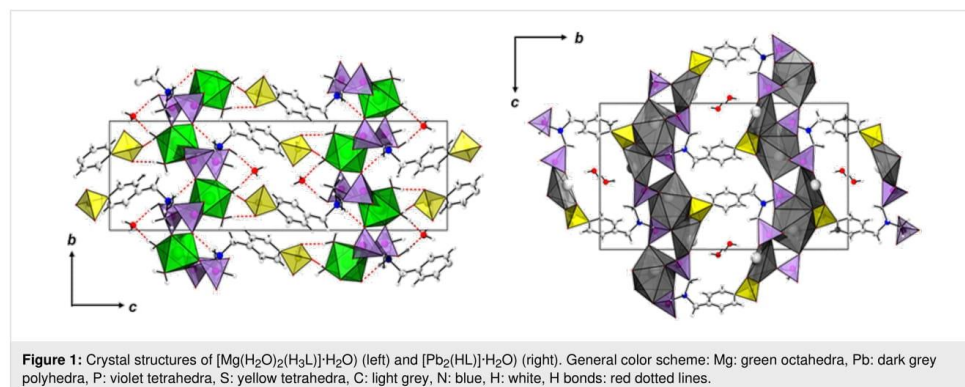 b
c
b
c
Figure 1: Crystal structures of [Mg(H₂O)₂(H₃L)]·H₂O) (left) and [Pb₂(HL)]·H₂O) (right). General color scheme: Mg: green octahedra, Pb: dark grey
polyhedra, P: violet tetrahedra, S: yellow tetrahedra, C: light grey, N: blue, H: white, H bonds: red dotted lines.